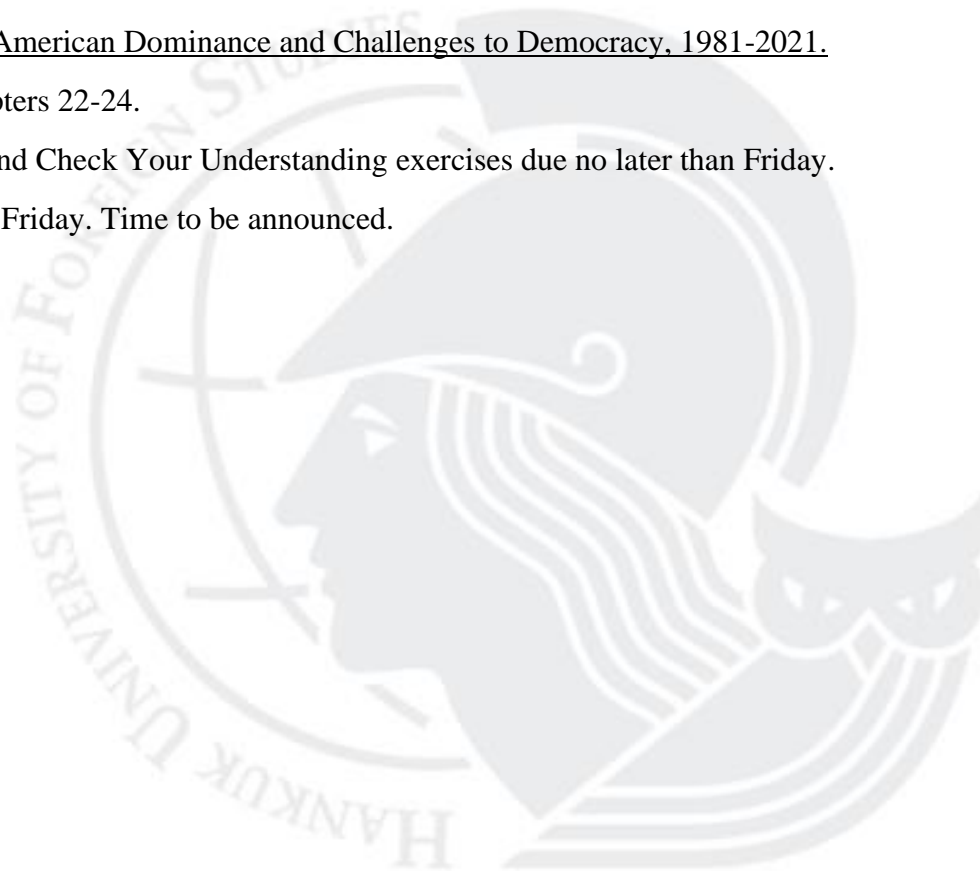 American Dominance and Challenges to Democracy, 1981-2021.
pters 22-24.
nd Check Your Understanding exercises due no later than Friday.
Friday. Time to be announced.
HANKUK UNIVERSITY OF FOREIGN STUDIES